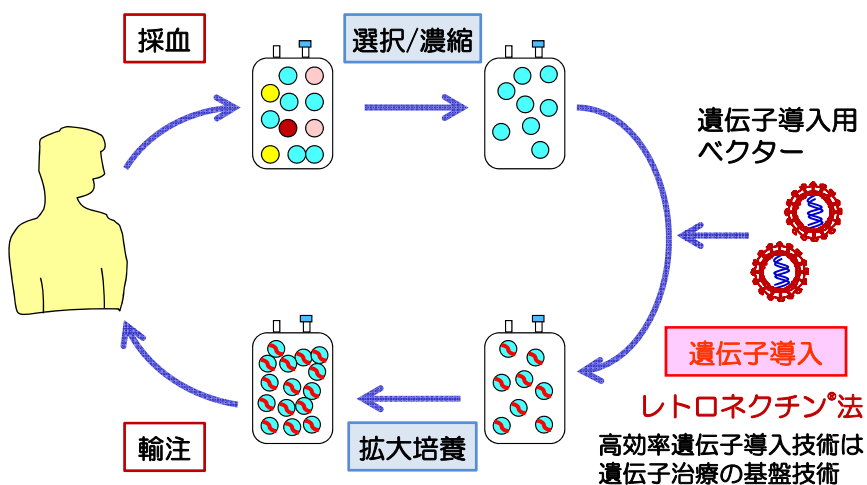 採血
選択/濃縮
遺伝子導入用
ベクター
遺伝子導入
レトロネクチン®法
高効率遺伝子導入技術は
遺伝子治療の基盤技術
拡大培養
輸注